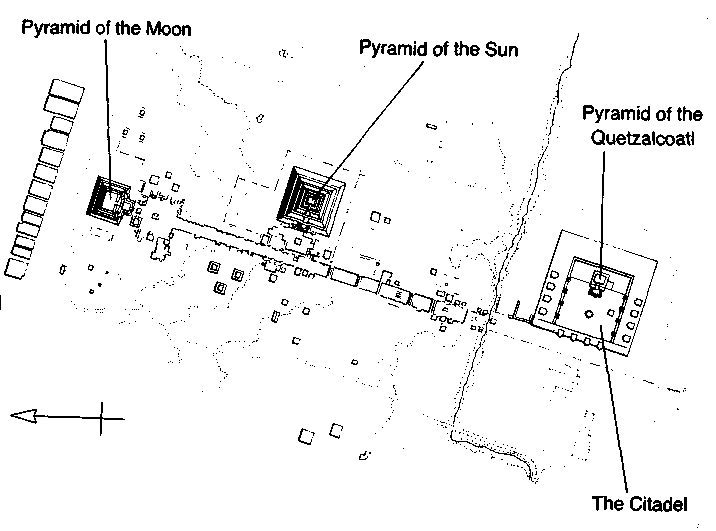 Pyramid of the Moon
Pyramid of the Sun
Pyramid of the
Quetzalcoatl
The Citadel